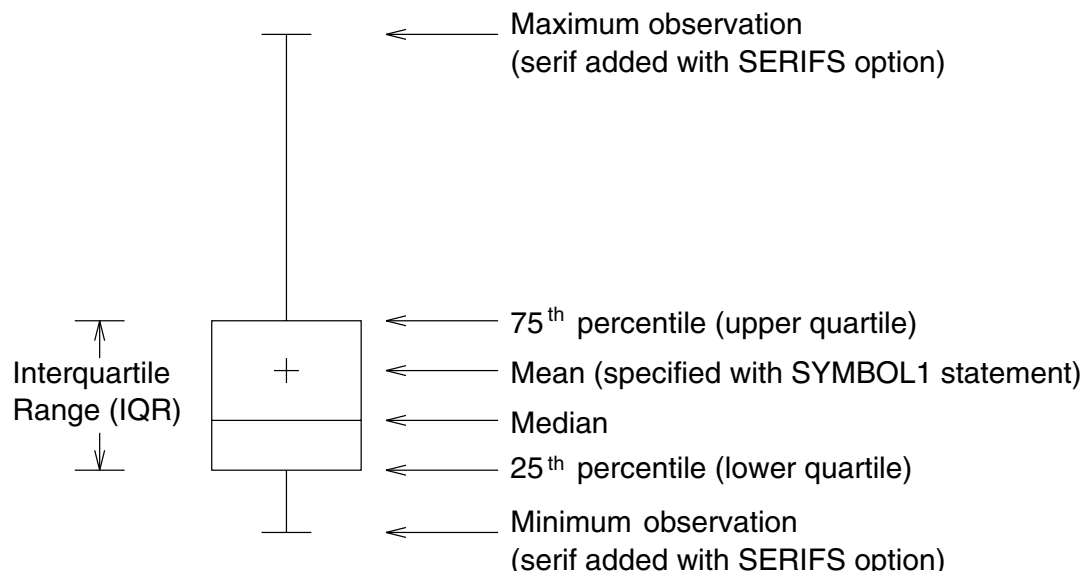 Maximum observation
(serif added with SERIFS option)
75th percentile (upper quartile)
Interquartile
Range (IQR)
Mean (specified with SYMBOL1 statement)
Median
25th percentile (lower quartile)
Minimum observation
(serif added with SERIFS option)